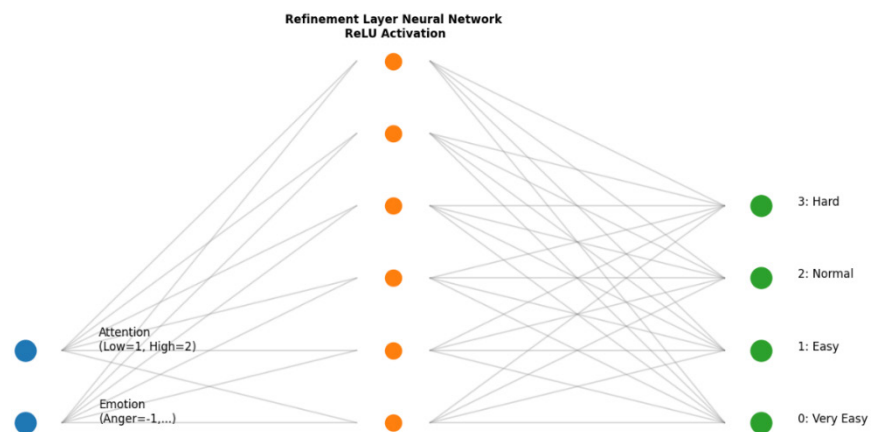 Refinement Layer Neural Network
ReLU Activation
3: Hard
2: Normal
Attention
(Low=1, High=2)
1: Easy
Emotion
(Anger=-1,...)
0: Very Easy